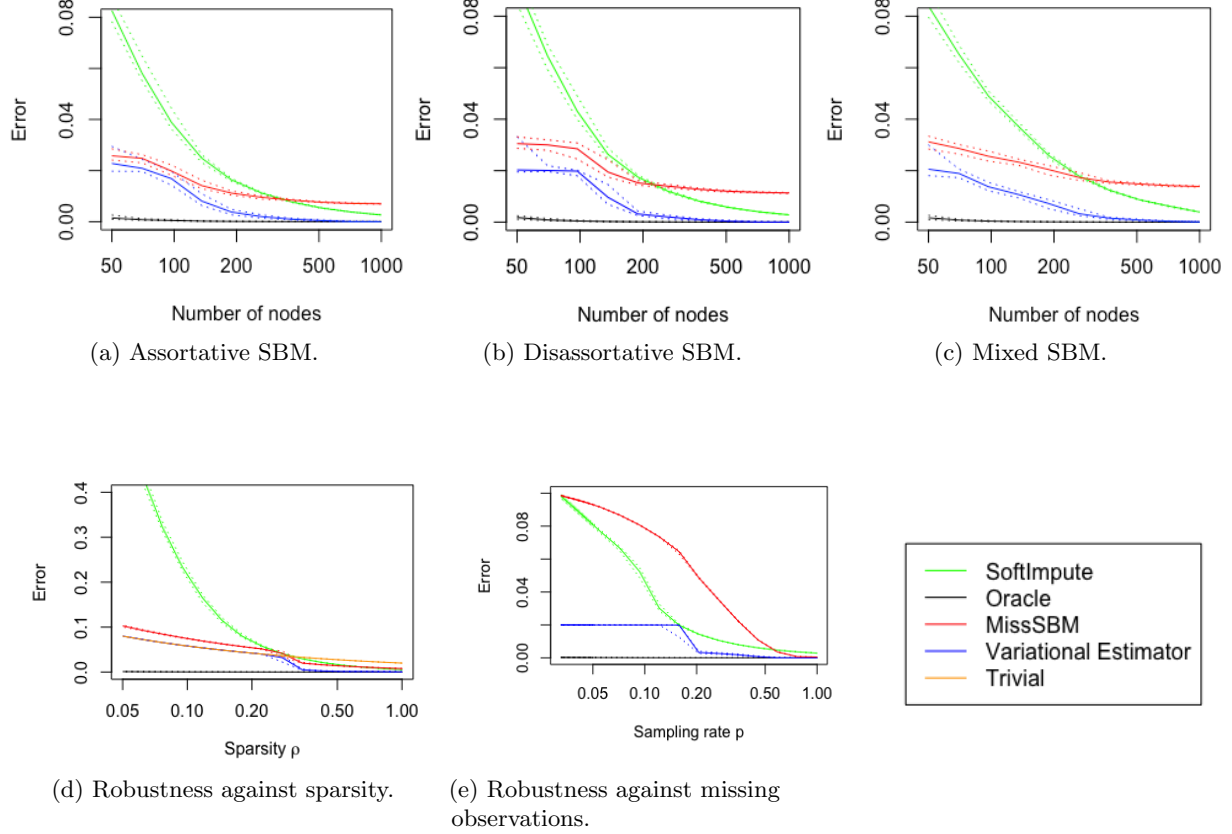 0.08
0.04
0.00
Error
50 100 200 500 1000
Number of nodes
(a) Assortative SBM.
0.08
0.04
0.00
Error
50 100 200 500 1000
Number of nodes
(b) Disassortative SBM.
0.08
0.04
0.00
Error
50 100 200 500 1000
Number of nodes
(c) Mixed SBM.
0.4
0.3
0.2
0.1
0.0
Error
0.05 0.10 0.20 0.50 1.00
Sparsity ρ
(d) Robustness against sparsity.
0.08
0.04
0.00
Error
0.05 0.10 0.20 0.50 1.00
Sampling rate p
(e) Robustness against missing
observations.
SoftImpute
Oracle
MissSBM
Variational Estimator
Trivial